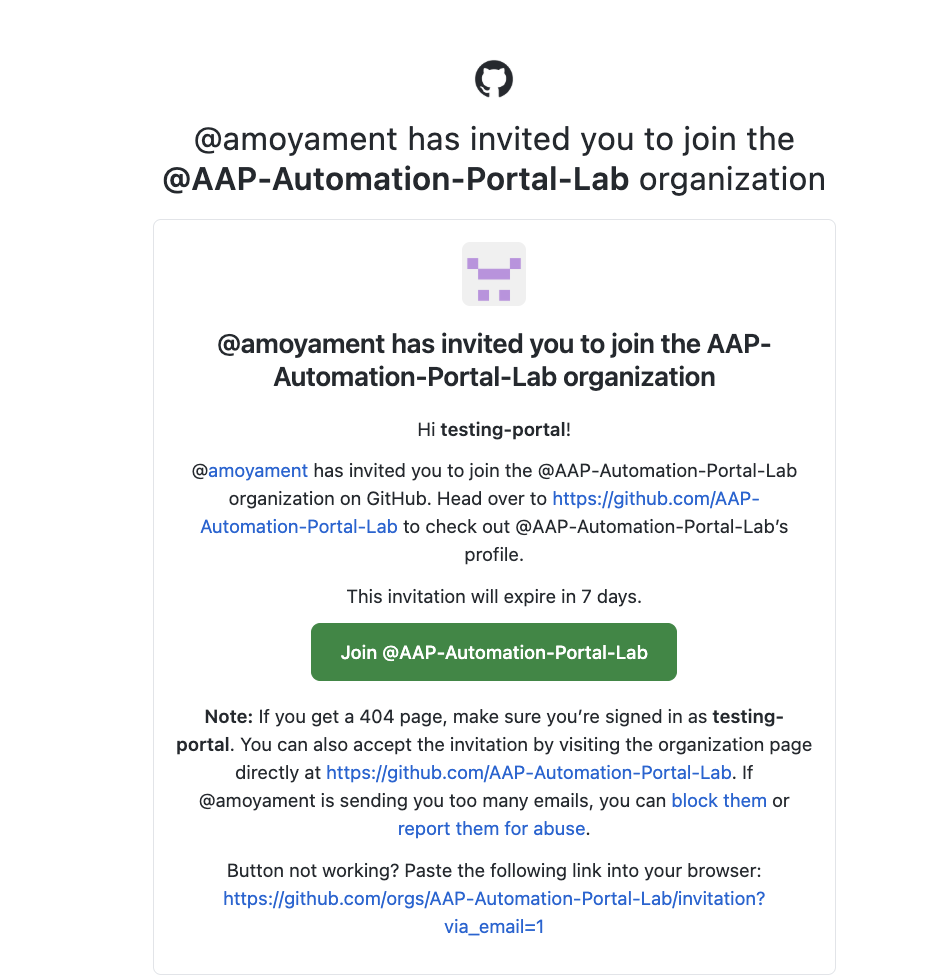 @amoyament has invited you to join the
@AAP-Automation-Portal-Lab organization
@amoyament has invited you to join the AAP-
Automation-Portal-Lab organization
Hi testing-portal!
@amoyament has invited you to join the @AAP-Automation-Portal-Lab
organization on GitHub. Head over to https://github.com/AAP-
Automation-Portal-Lab to check out @AAP-Automation-Portal-Lab’s
profile.
This invitation will expire in 7 days.
Join @AAP-Automation-Portal-Lab
Note: If you get a 404 page, make sure you’re signed in as testing-
portal. You can also accept the invitation by visiting the organization page
directly at https://github.com/AAP-Automation-Portal-Lab. If
@amoyament is sending you too many emails, you can block them or
report them for abuse.
Button not working? Paste the following link into your browser:
https://github.com/orgs/AAP-Automation-Portal-Lab/invitation?
via_email=1